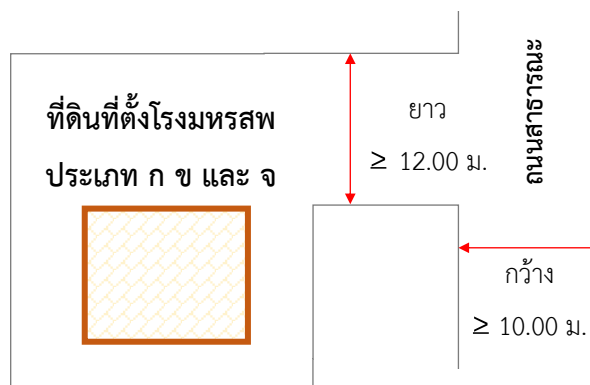 ที่ดินที่ตั้งโรงมหรสพ
ประเภท ก ข และ จ
ยาว
≥ 12.00 ม.
ถนนสาธารณะ
กว้าง
≥ 10.00 ม.